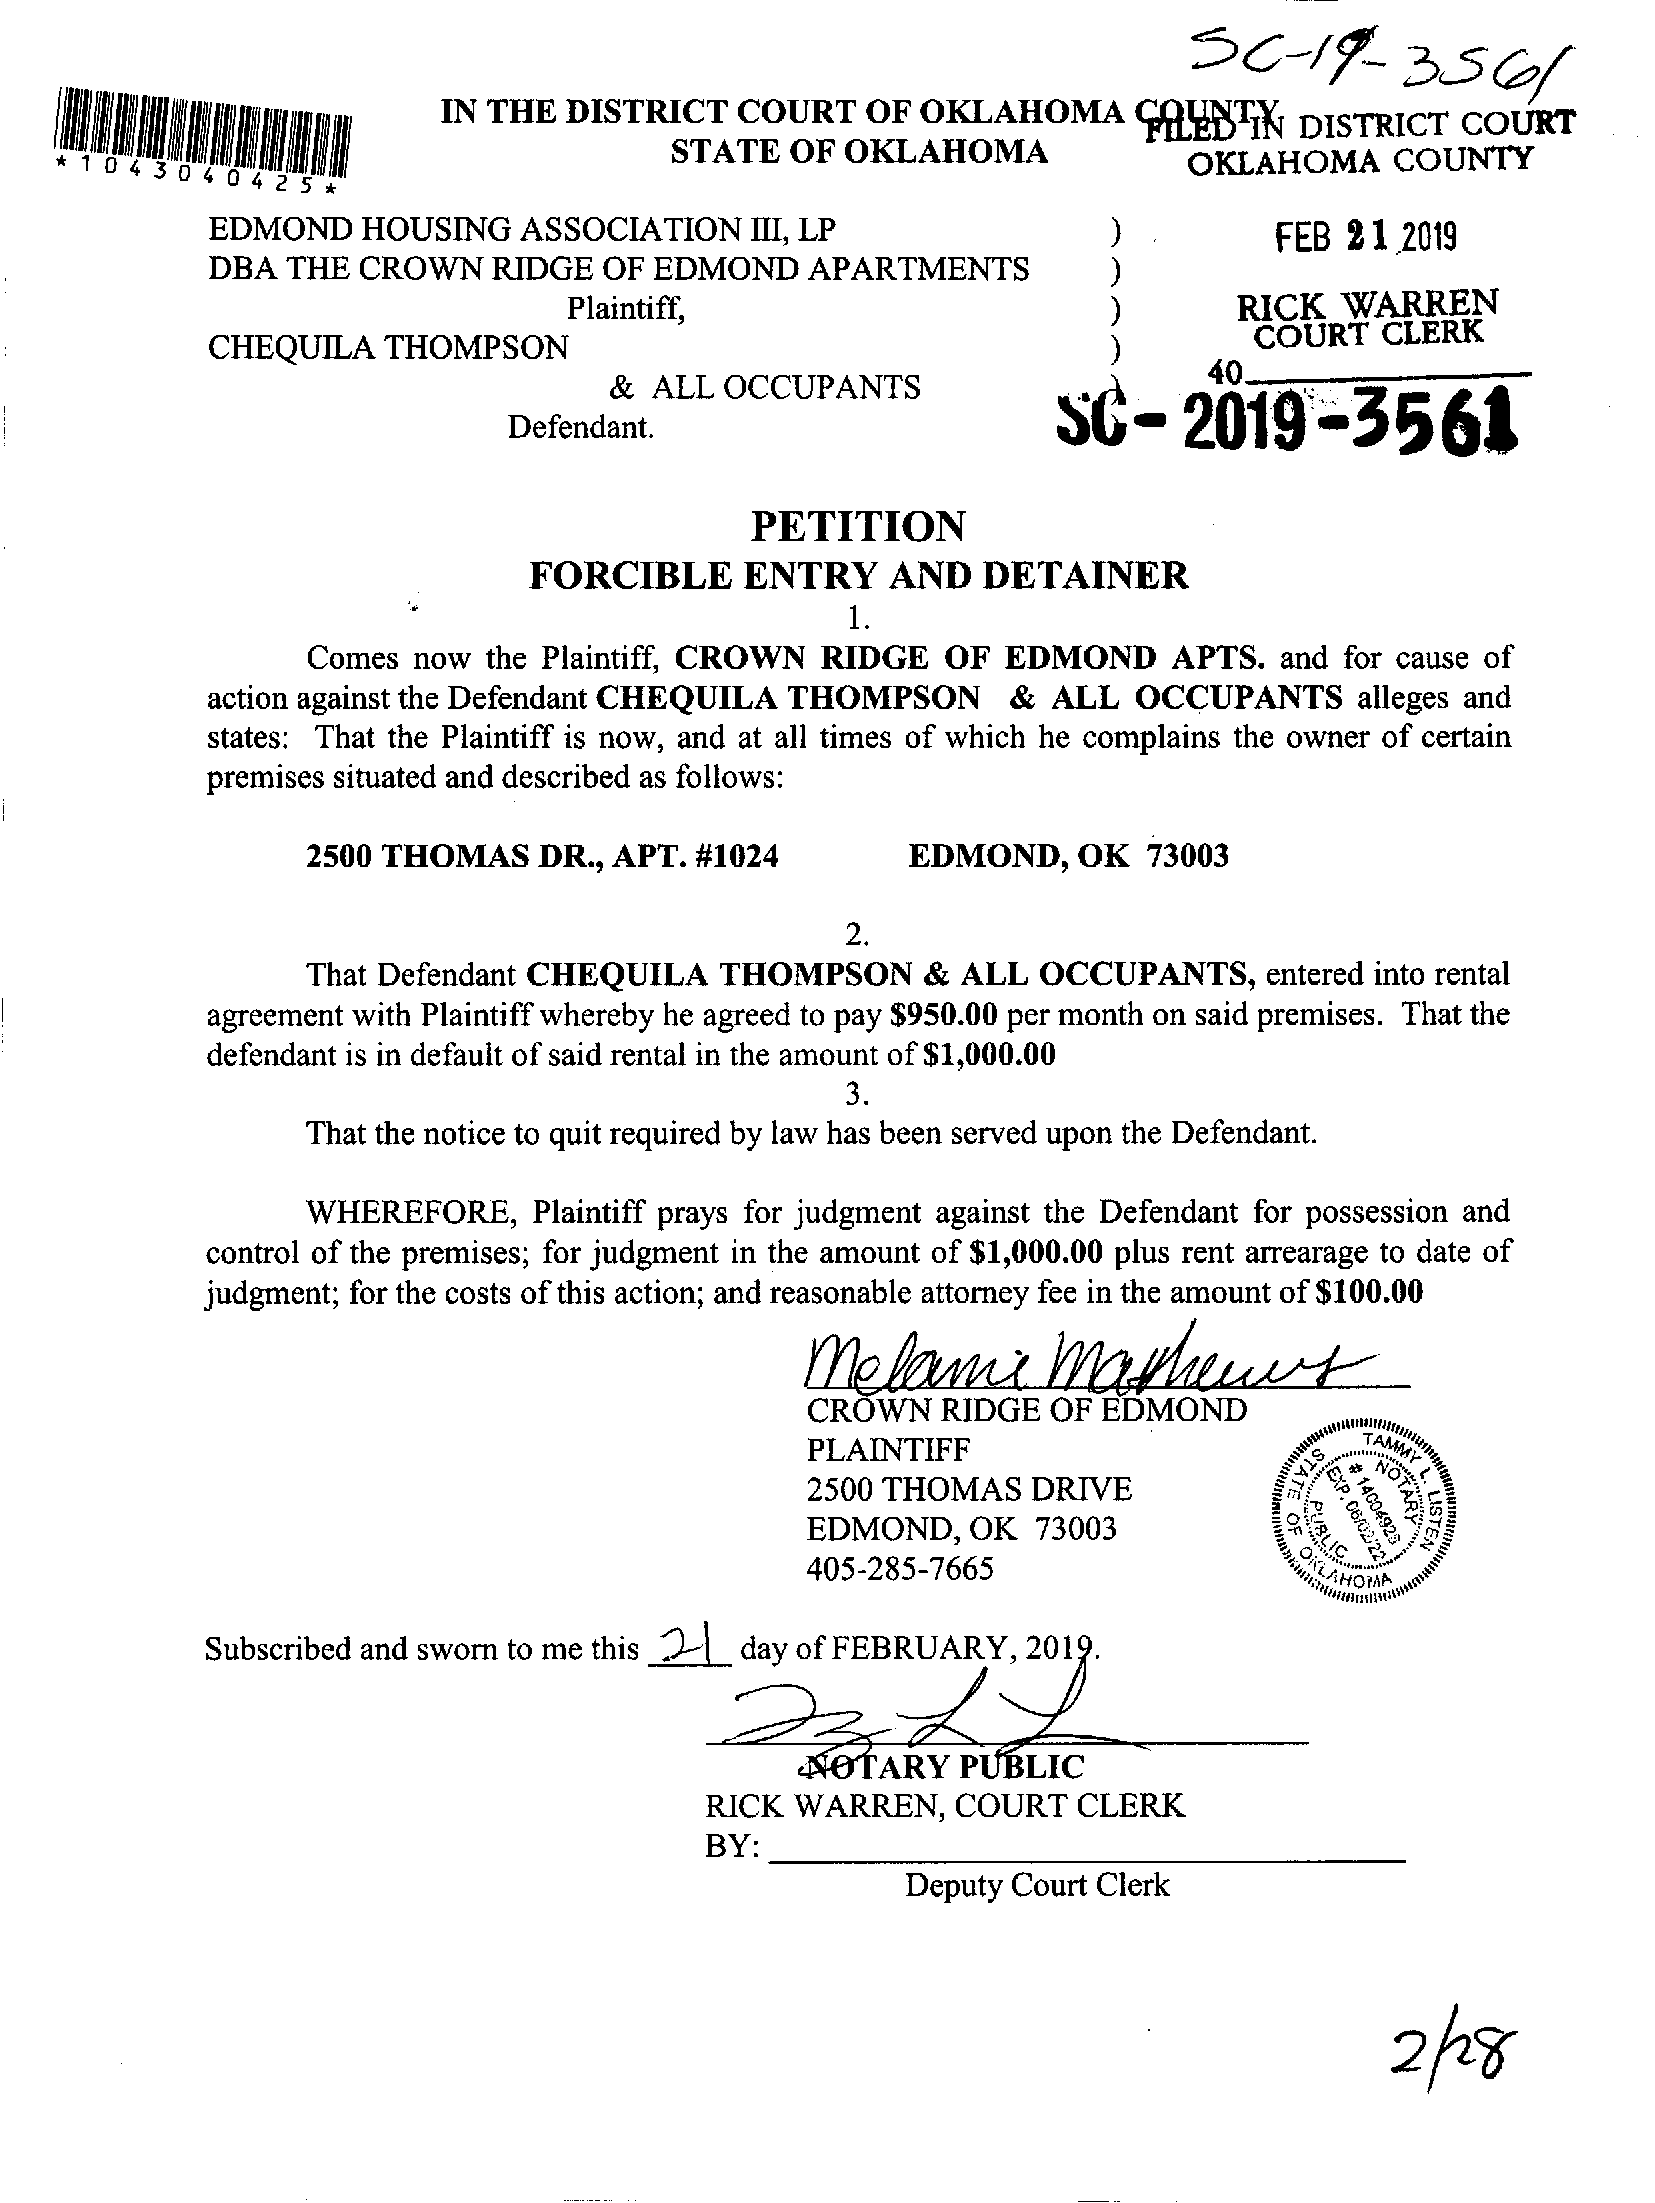 SC-19-3561
IN THE DISTRICT COURT OF OKLAHOMA COUNTY
STATE OF OKLAHOMA
FILED IN DISTRICT COURT
OKLAHOMA COUNTY
*1043040425*
EDMOND HOUSING ASSOCIATION III, LP )
DBA THE CROWN RIDGE OF EDMOND APARTMENTS )
Plaintiff, )
CHEQUILA THOMPSON )
& ALL OCCUPANTS )
Defendant.
FEB 21 2019
RICK WARREN
COURT CLERK
40
SC-2019-3561
PETITION
FORCIBLE ENTRY AND DETAINER
1.
Comes now the Plaintiff, CROWN RIDGE OF EDMOND APTS. and for cause of
action against the Defendant CHEQUILA THOMPSON & ALL OCCUPANTS alleges and
states: That the Plaintiff is now, and at all times of which he complains the owner of certain
premises situated and described as follows:
2500 THOMAS DR., APT. #1024 EDMOND, OK 73003
2.
That Defendant CHEQUILA THOMPSON & ALL OCCUPANTS, entered into rental
agreement with Plaintiff whereby he agreed to pay $950.00 per month on said premises. That the
defendant is in default of said rental in the amount of $1,000.00
3.
That the notice to quit required by law has been served upon the Defendant.
WHEREFORE, Plaintiff prays for judgment against the Defendant for possession and
control of the premises; for judgment in the amount of $1,000.00 plus rent arrearage to date of
judgment; for the costs of this action; and reasonable attorney fee in the amount of $100.00
Melanie Mathews
CROWN RIDGE OF EDMOND
PLAINTIFF
2500 THOMAS DRIVE
EDMOND, OK 73003
405-285-7665
TAMMY L. LISTEN
STATE OF OKLAHOMA
NOTARY
PUBLIC
# 14004925
EXP. 06/02/22
Subscribed and sworn to me this 21 day of FEBRUARY, 2019.
NOTARY PUBLIC
RICK WARREN, COURT CLERK
BY:
Deputy Court Clerk
2/28